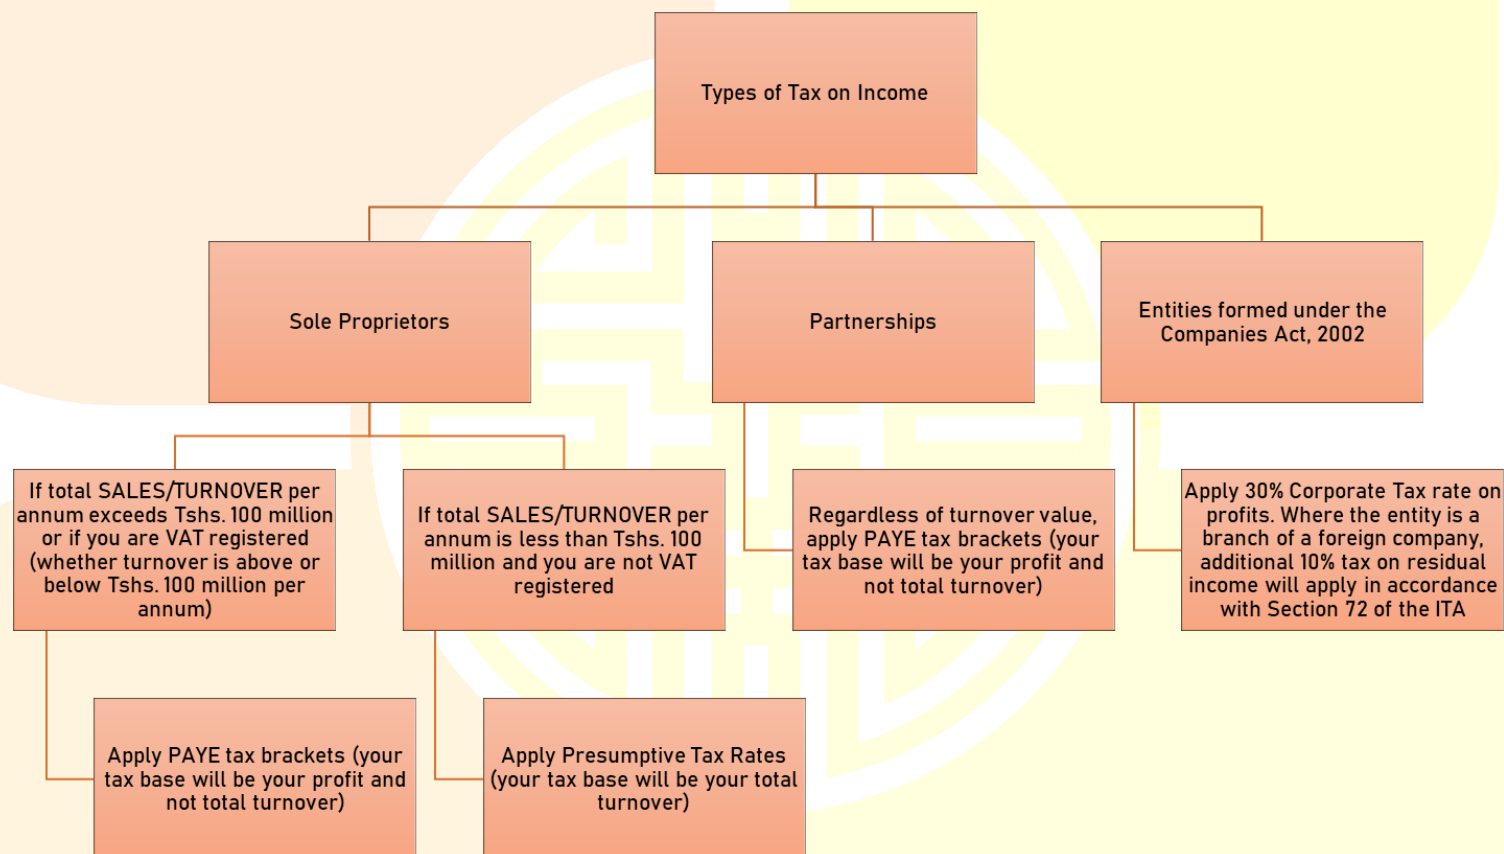 Types of Tax on Income
Sole Proprietors
Partnerships
Entities formed under the
Companies Act, 2002
If total SALES/TURNOVER per
annum exceeds Tshs. 100 million
or if you are VAT registered
(whether turnover is above or
below Tshs. 100 million per
annum)
If total SALES/TURNOVER per
annum is less than Tshs. 100
million and you are not VAT
registered
Regardless of turnover value,
apply PAYE tax brackets (your
tax base will be your profit and
not total turnover)
Apply 30% Corporate Tax rate on
profits. Where the entity is a
branch of a foreign company,
additional 10% tax on residual
income will apply in accordance
with Section 72 of the ITA
Apply PAYE tax brackets (your
tax base will be your profit and
not total turnover)
Apply Presumptive Tax Rates
(your tax base will be your total
turnover)